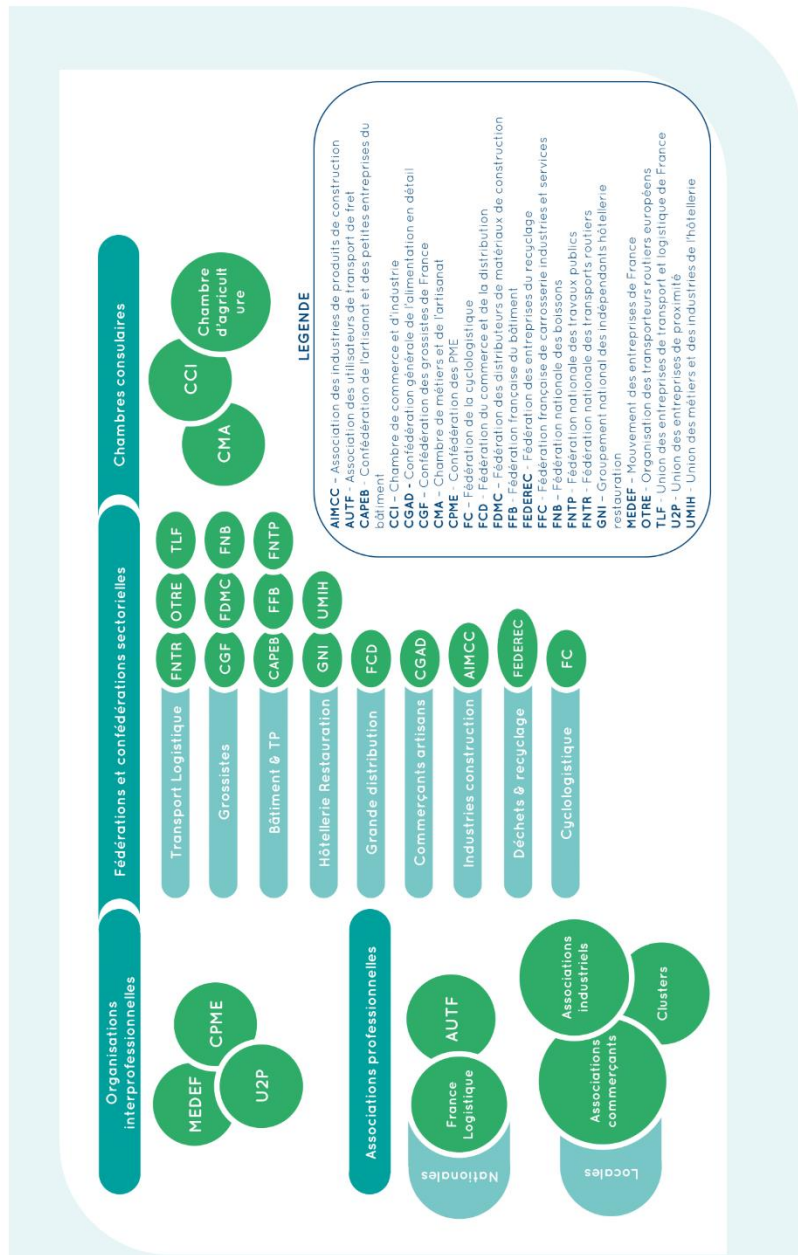 Organisations
interprofessionnelles
MEDEF
CPME
U2P
Fédérations et confédérations sectorielles
Transport Logistique
FNTR
OTRE
TLF
Grossistes
CGF
FDMC
FNB
Bâtiment & TP
CAPEB
FFB
FNTP
Hôtellerie Restauration
GNI
UMIH
Grande distribution
FCD
Commerçants artisans
CGAD
Industries construction
AIMCC
Déchets & recyclage
FEDEREC
Cyclologistique
FC
Chambres consulaires
CMA
CCI
Chambre
d'agricult
ure
Associations professionnelles
Nationales
France
Logistique
AUTF
Locales
Associations
commerçants
Associations
industriels
Clusters
LEGENDE
AIMCC – Association des industries de produits de construction
AUTF - Association des utilisateurs de transport de fret
CAPEB - Confédération de l'artisanat et des petites entreprises du
bâtiment
CCI – Chambre de commerce et d'industrie
CGAD - Confédération générale de l'alimentation en détail
CGF – Confédération des grossistes de France
CMA – Chambre de métiers et de l'artisanat
CPME - Confédération des PME
FC - Fédération de la cyclologistique
FCD - Fédération du commerce et de la distribution
FDMC – Fédération des distributeurs de matériaux de construction
FFB - Fédération française du bâtiment
FEDEREC - Fédération des entreprises du recyclage
FFC – Fédération française de carrosserie industries et services
FNB – Fédération nationale des boissons
FNTP - Fédération nationale des travaux publics
FNTR - Fédération nationale des transports routiers
GNI - Groupement national des Indépendants hôtellerie
restauration
MEDEF – Mouvement des entreprises de France
OTRE - Organisation des transporteurs routiers européens
TLF - Union des entreprises de transport et logistique de France
U2P - Union des entreprises de proximité
UMIH - Union des métiers et des industries de l'hôtellerie